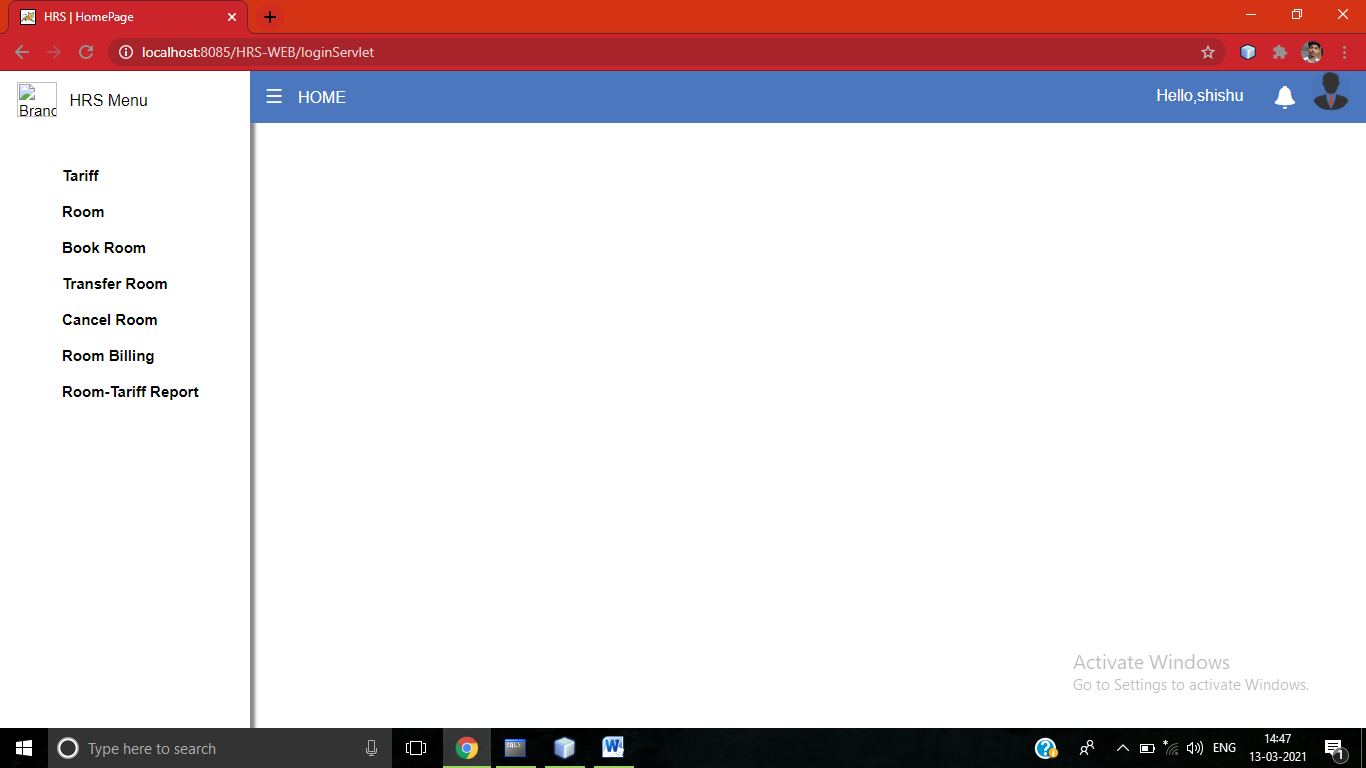 HRS | HomePage
localhost:8085/HRS-WEB/loginServlet
Brand
HRS Menu
☰ HOME
Hello,shishu
Tariff
Room
Book Room
Transfer Room
Cancel Room
Room Billing
Room-Tariff Report
Activate Windows
Go to Settings to activate Windows.
Type here to search
SQL>
W
ENG
14:47
13-03-2021
1